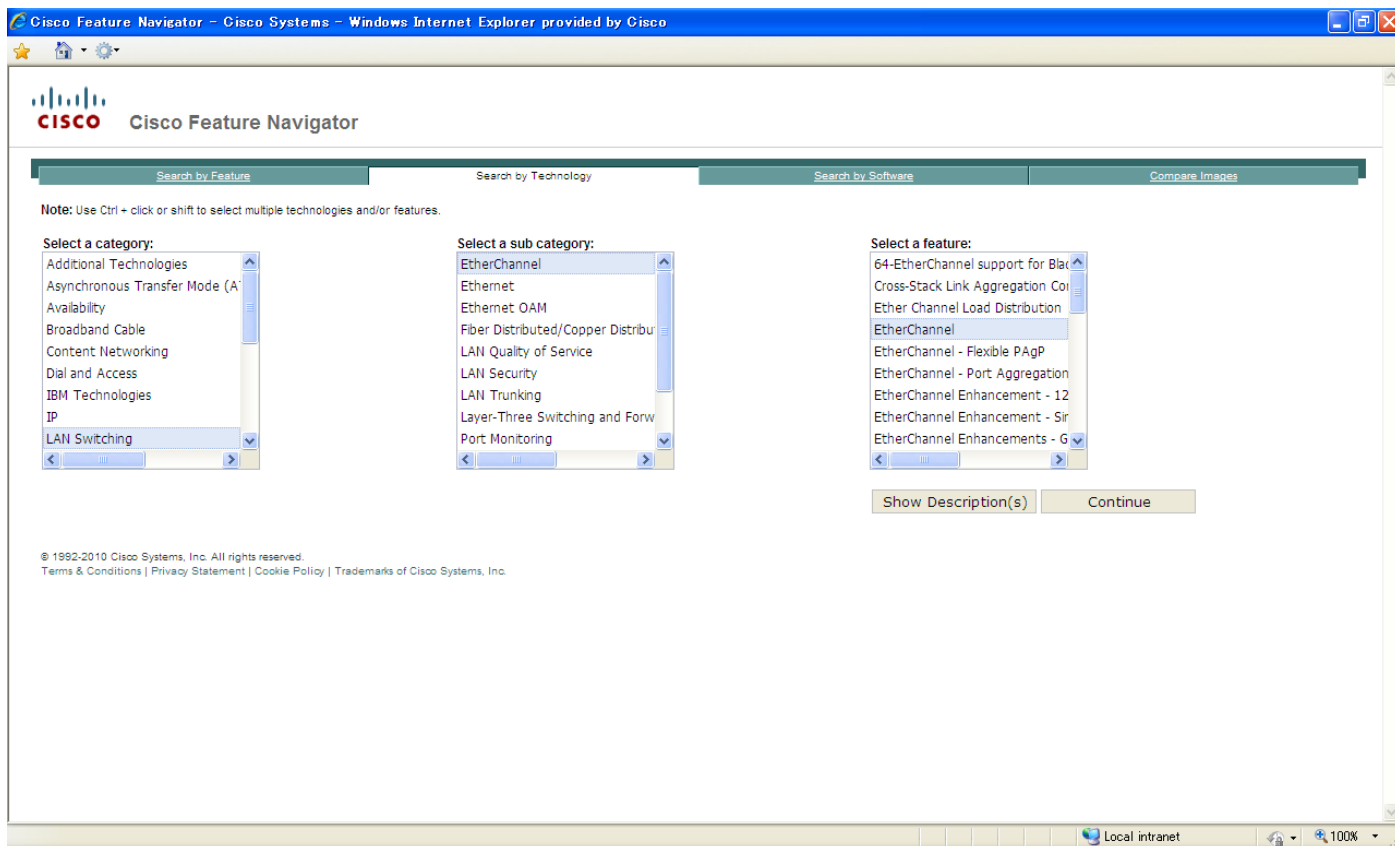 Cisco Feature Navigator - Cisco Systems - Windows Internet Explorer provided by Cisco
CISCO Cisco Feature Navigator
Search by Feature Search by Technology Search by Software Compare Images
Note: Use Ctrl + click or shift to select multiple technologies and/or features.
Select a category:
Additional Technologies
Asynchronous Transfer Mode (A
Availability
Broadband Cable
Content Networking
Dial and Access
IBM Technologies
IP
LAN Switching
Select a sub category:
EtherChannel
Ethernet
Ethernet OAM
Fiber Distributed/Copper Distribu
LAN Quality of Service
LAN Security
LAN Trunking
Layer-Three Switching and Forw
Port Monitoring
Select a feature:
64-EtherChannel support for Blac
Cross-Stack Link Aggregation Cor
Ether Channel Load Distribution
EtherChannel
EtherChannel - Flexible PAgP
EtherChannel - Port Aggregation
EtherChannel Enhancement - 12
EtherChannel Enhancement - Sin
EtherChannel Enhancements - G
Show Description(s) Continue
© 1992-2010 Cisco Systems, Inc. All rights reserved.
Terms & Conditions | Privacy Statement | Cookie Policy | Trademarks of Cisco Systems, Inc.
Local intranet 100%